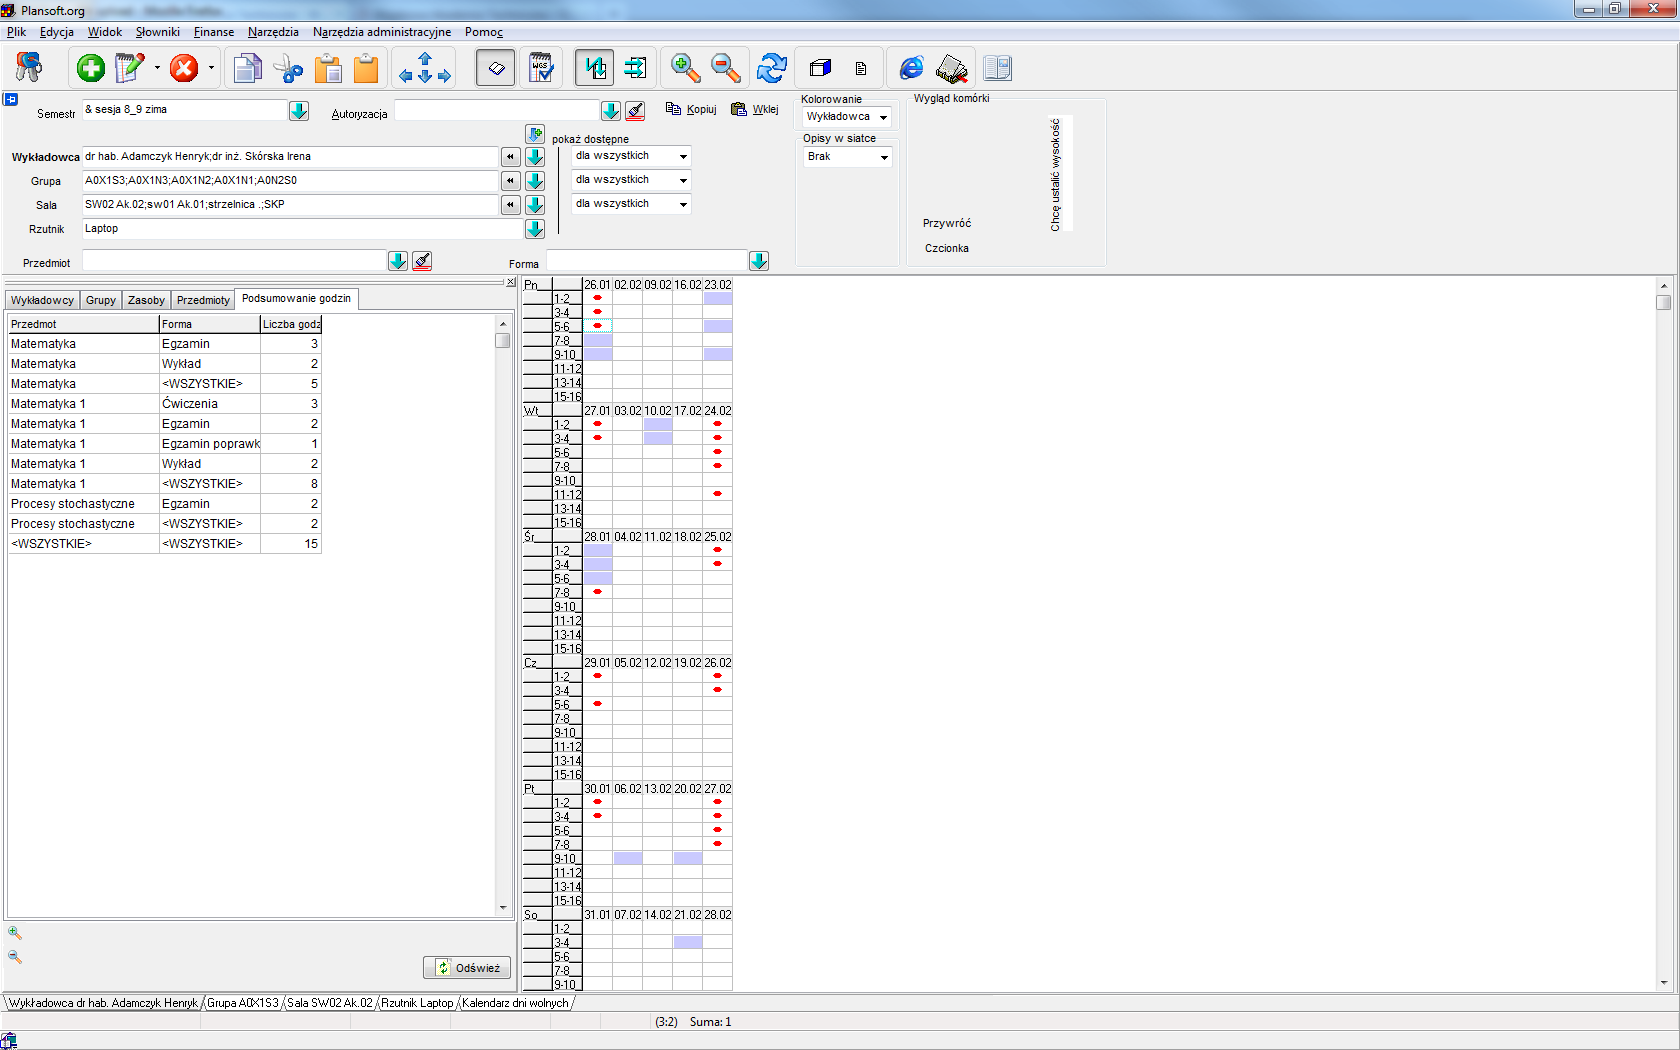 Plansoft.org
Plik Edycja Widok Słowniki Finanse Narzędzia Narzędzia administracyjne Pomoc
WGS
Semestr & sesja 8_9 zima Autoryzacja Kopiuj Wklej Kolorowanie Wygląd komórki
Wykładowca
pokaż dostępne Opisy w siatce
Wykładowca dr hab. Adamczyk Henryk;dr inż. Skórska Irena dla wszystkich Brak
Grupa A0X1S3;A0X1N3;A0X1N2;A0X1N1;A0N2S0 dla wszystkich
Sala SW02 Ak.02;sw01 Ak.01;strzelnica .;SKP dla wszystkich
Rzutnik Laptop
Chcę ustalić wysokość
Przywróć
Czcionka
Przedmiot Forma
Wykładowcy Grupy Zasoby Przedmioty Podsumowanie godzin
Przedmot Forma Liczba godz
Matematyka Egzamin 3
Matematyka Wykład 2
Matematyka <WSZYSTKIE> 5
Matematyka 1 Ćwiczenia 3
Matematyka 1 Egzamin 2
Matematyka 1 Egzamin poprawk 1
Matematyka 1 Wykład 2
Matematyka 1 <WSZYSTKIE> 8
Procesy stochastyczne Egzamin 2
Procesy stochastyczne <WSZYSTKIE> 2
<WSZYSTKIE> <WSZYSTKIE> 15
Odśwież
Pn 26.01 02.02 09.02 16.02 23.02
1-2
3-4
5-6
7-8
9-10
11-12
13-14
15-16
Wt 27.01 03.02 10.02 17.02 24.02
1-2
3-4
5-6
7-8
9-10
11-12
13-14
15-16
Śr 28.01 04.02 11.02 18.02 25.02
1-2
3-4
5-6
7-8
9-10
11-12
13-14
15-16
Cz 29.01 05.02 12.02 19.02 26.02
1-2
3-4
5-6
7-8
9-10
11-12
13-14
15-16
Pt 30.01 06.02 13.02 20.02 27.02
1-2
3-4
5-6
7-8
9-10
11-12
13-14
15-16
So 31.01 07.02 14.02 21.02 28.02
1-2
3-4
5-6
7-8
9-10
Wykładowca dr hab. Adamczyk Henryk Grupa A0X1S3 Sala SW02 Ak.02 Rzutnik Laptop Kalendarz dni wolnych
(3:2) Suma: 1